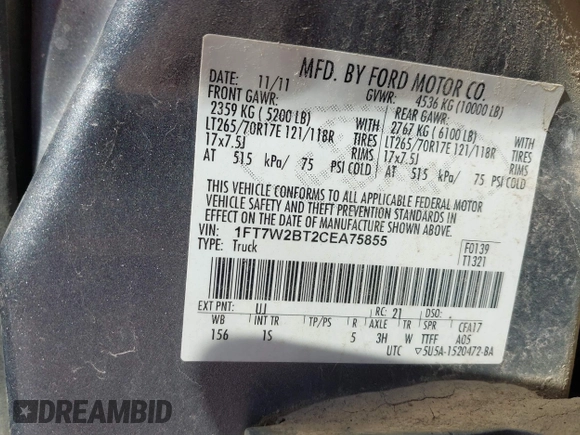 MFD. BY FORD MOTOR CO.
DATE: 11/11 GVWR: 4536 KG (10000 LB)
FRONT GAWR: REAR GAWR:
2359 KG ( 5200 LB) WITH 2767 KG ( 6100 LB) WITH
LT265/70R17E 121/118R TIRES LT265/70R17E 121/118R TIRES
17x7.5J RIMS 17x7.5J RIMS
AT 515 kPa/ 75 PSI COLD AT 515 kPa/ 75 PSI COLD
THIS VEHICLE CONFORMS TO ALL APPLICABLE FEDERAL MOTOR
VEHICLE SAFETY AND THEFT PREVENTION STANDARDS IN
EFFECT ON THE DATE OF MANUFACTURE SHOWN ABOVE.
VIN: 1FT7W2BT2CEA75855 F0139
TYPE: Truck T1321
EXT PNT: UJ RC: 21 DSO:
WB INT TR TP/PS R AXLE TR SPR CFA17
156 1S 5 3H W TTFF A05
UTC ▽5U5A-1520472-BA
DREAMBID